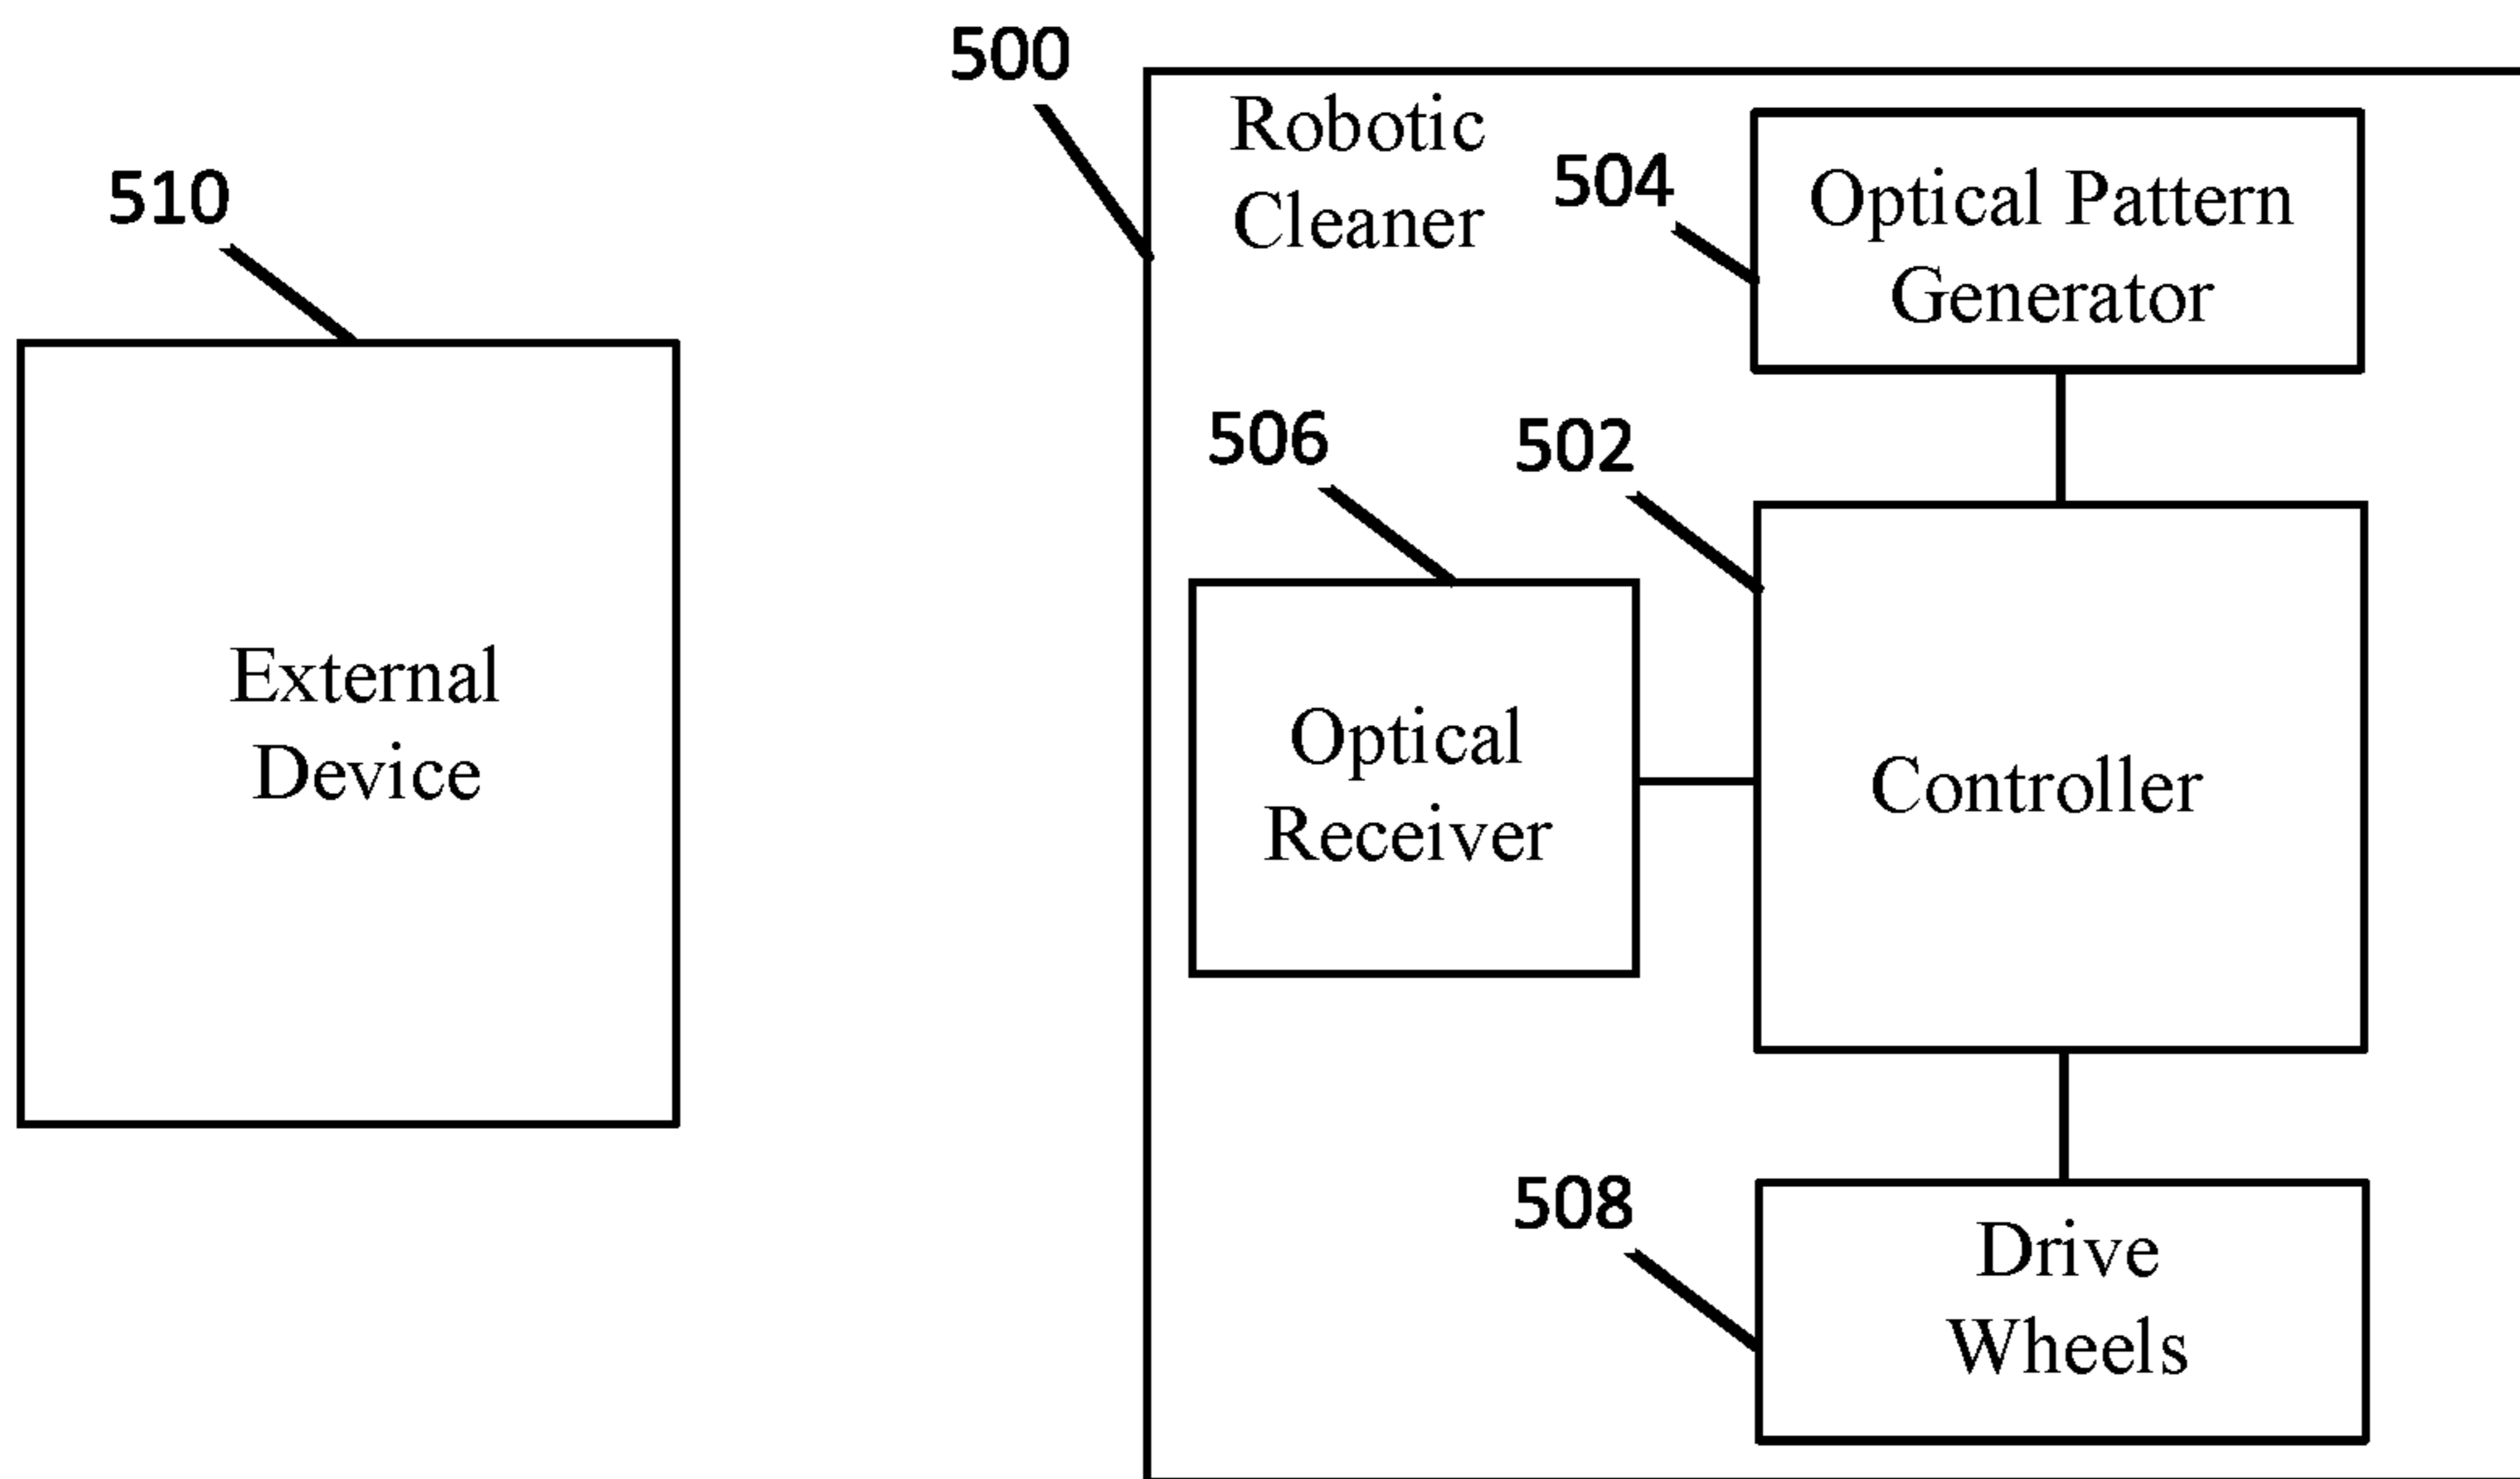 500
Robotic
Cleaner
504
Optical Pattern
Generator
510
506
502
External
Device
Optical
Receiver
Controller
508
Drive
Wheels